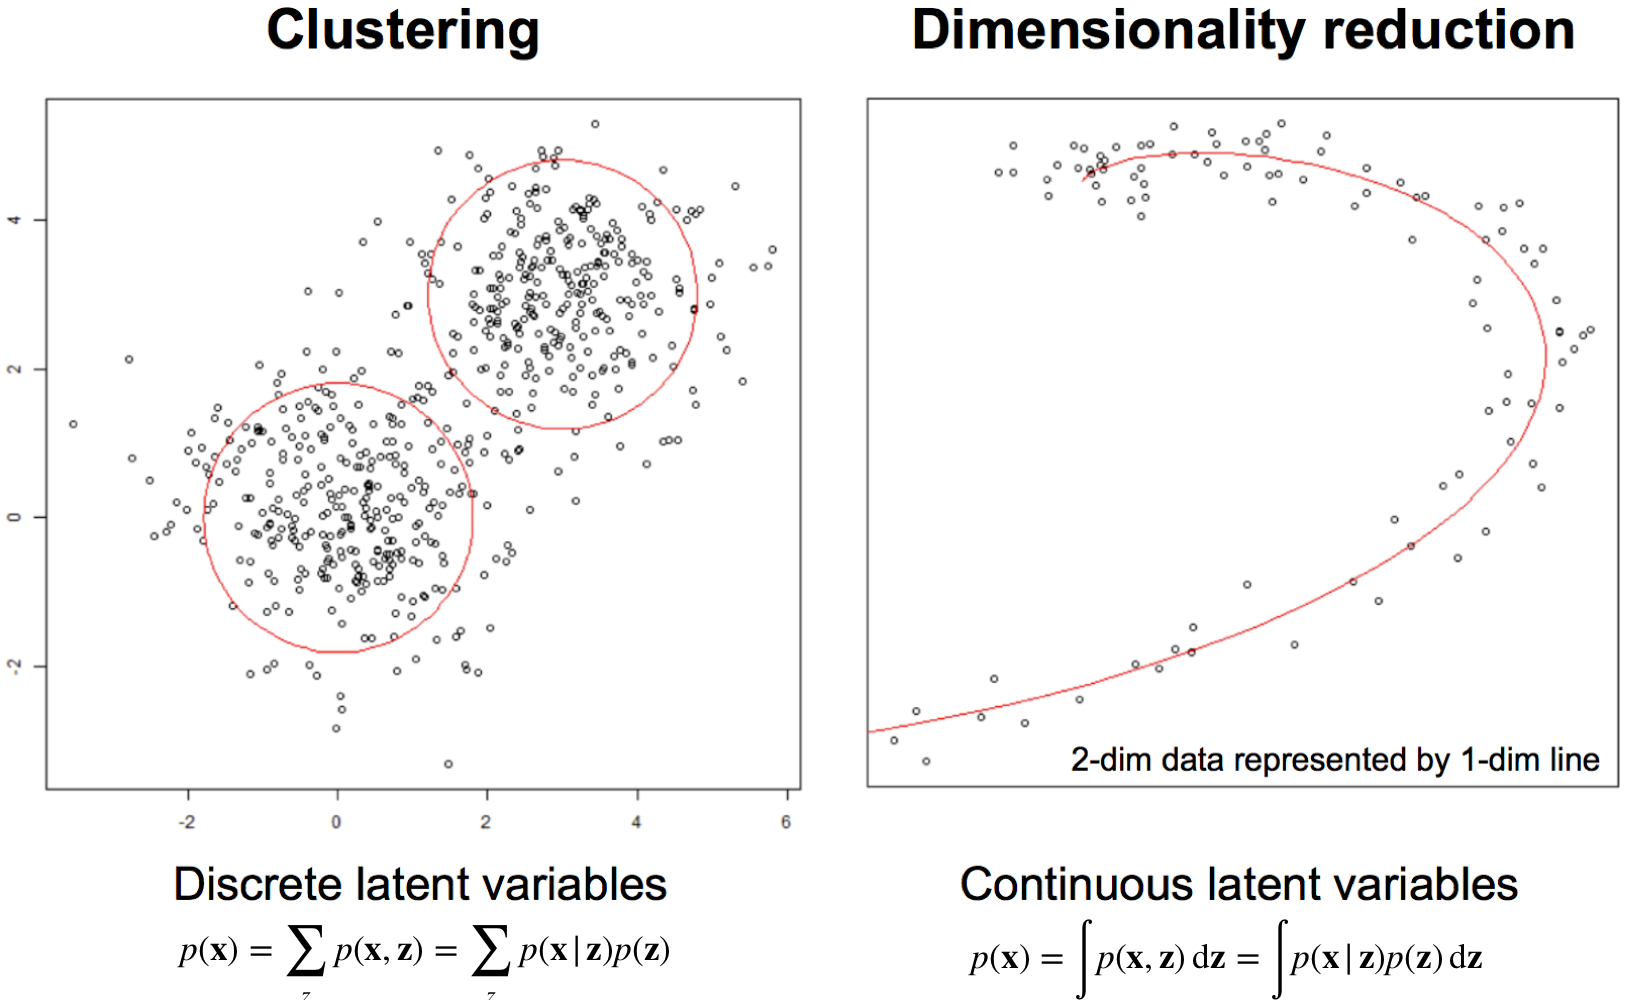 Clustering
Dimensionality reduction
4
2
0
-2
-2 0 2 4 6
2-dim data represented by 1-dim line
Discrete latent variables
Continuous latent variables
p(x) = ∑ p(x, z) = ∑ p(x | z)p(z)
z z
p(x) = ∫ p(x, z) dz = ∫ p(x | z)p(z) dz